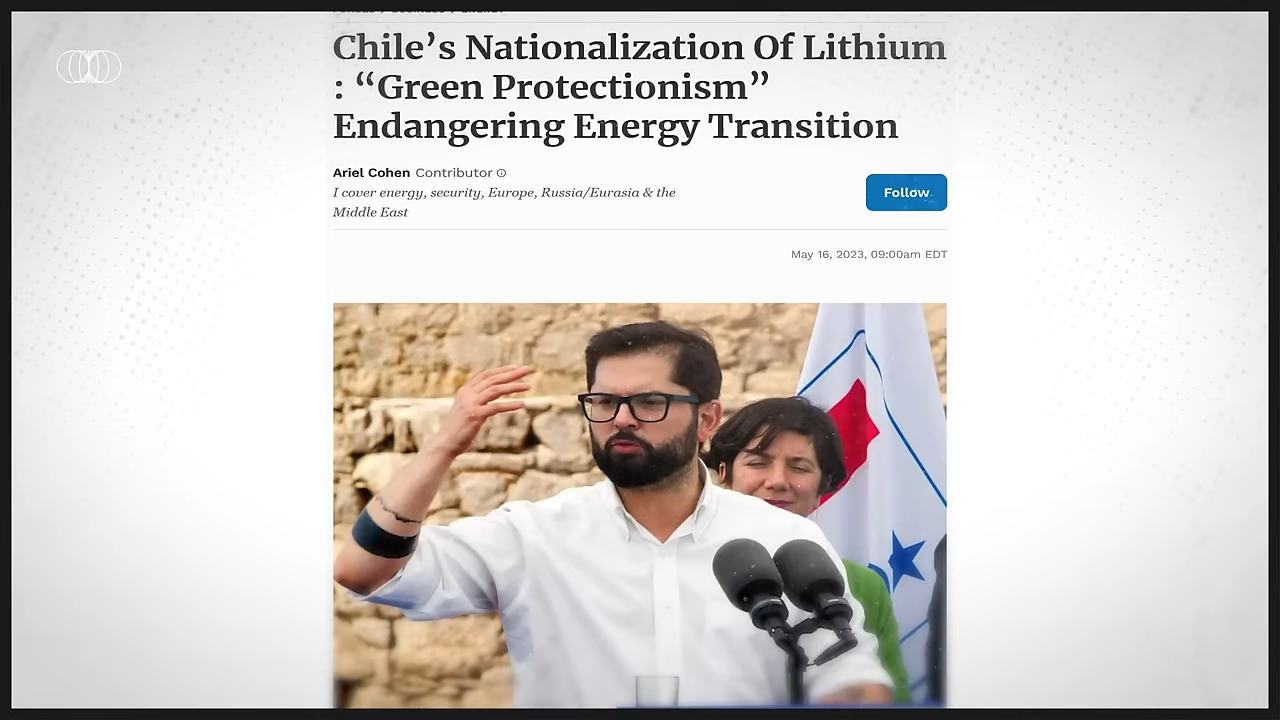 Chile’s Nationalization Of Lithium
: “Green Protectionism”
Endangering Energy Transition
Ariel Cohen Contributor
I cover energy, security, Europe, Russia/Eurasia & the
Middle East
Follow
May 16, 2023, 09:00am EDT